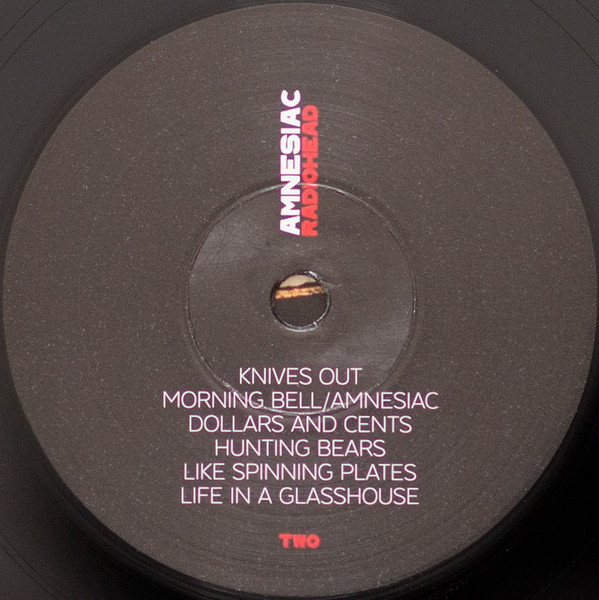 AMNESIAC
RADIOHEAD
KNIVES OUT
MORNING BELL/AMNESIAC
DOLLARS AND CENTS
HUNTING BEARS
LIKE SPINNING PLATES
LIFE IN A GLASSHOUSE
TWO